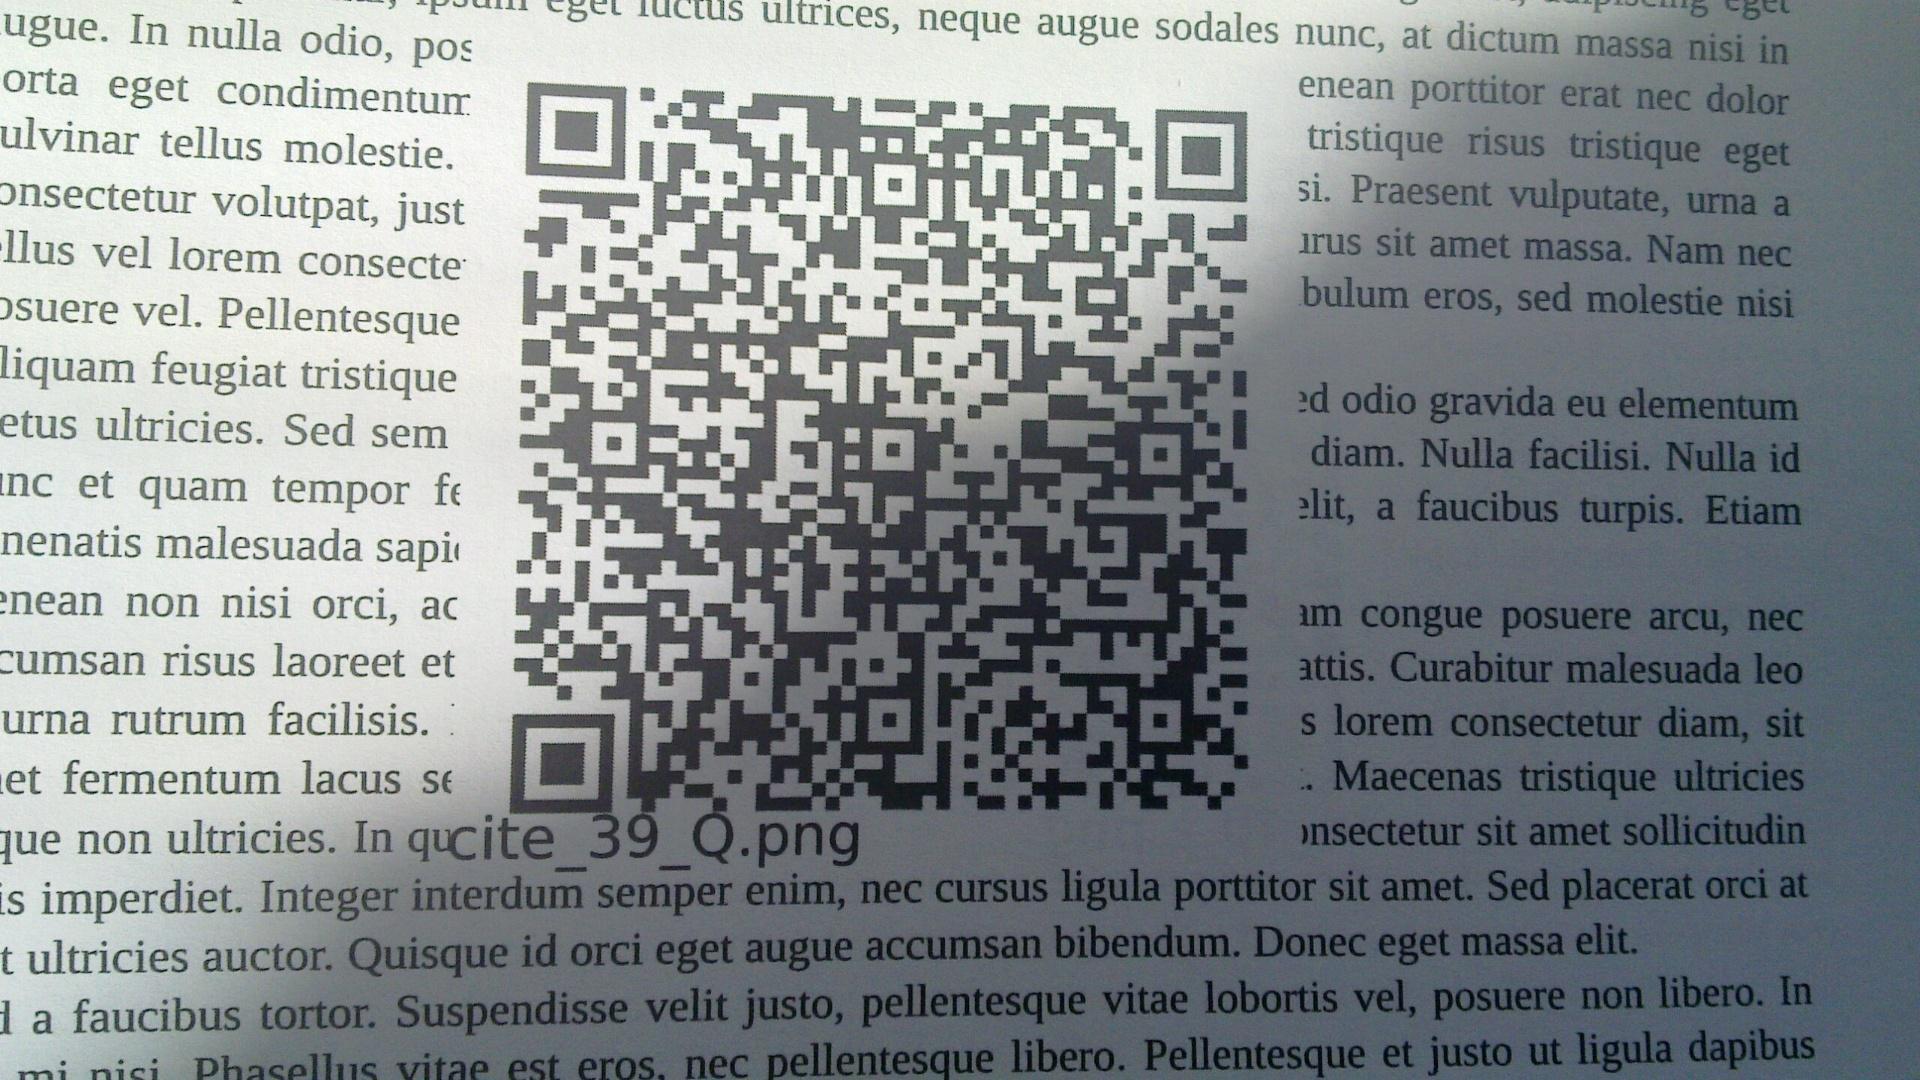 ipsum eget luctus ultrices, neque augue sodales nunc, at dictum massa nisi in
ugue. In nulla odio, pos
enean porttitor erat nec dolor
orta eget condimentum
tristique risus tristique eget
ulvinar tellus molestie.
si. Praesent vulputate, urna a
onsectetur volutpat, just
urus sit amet massa. Nam nec
ellus vel lorem consecte
bulum eros, sed molestie nisi
osuere vel. Pellentesque
liquam feugiat tristique
ed odio gravida eu elementum
etus ultricies. Sed sem
diam. Nulla facilisi. Nulla id
unc et quam tempor fe
elit, a faucibus turpis. Etiam
nenatis malesuada sapi
enean non nisi orci, ac
am congue posuere arcu, nec
cumsan risus laoreet et
attis. Curabitur malesuada leo
urna rutrum facilisis.
s lorem consectetur diam, sit
et fermentum lacus se
. Maecenas tristique ultricies
que non ultricies. In qu
cite_39_Q.png
onsectetur sit amet sollicitudin
is imperdiet. Integer interdum semper enim, nec cursus ligula porttitor sit amet. Sed placerat orci at
t ultricies auctor. Quisque id orci eget augue accumsan bibendum. Donec eget massa elit.
d a faucibus tortor. Suspendisse velit justo, pellentesque vitae lobortis vel, posuere non libero. In
mi nisi. Phasellus vitae est eros, nec pellentesque libero. Pellentesque et justo ut ligula dapibus